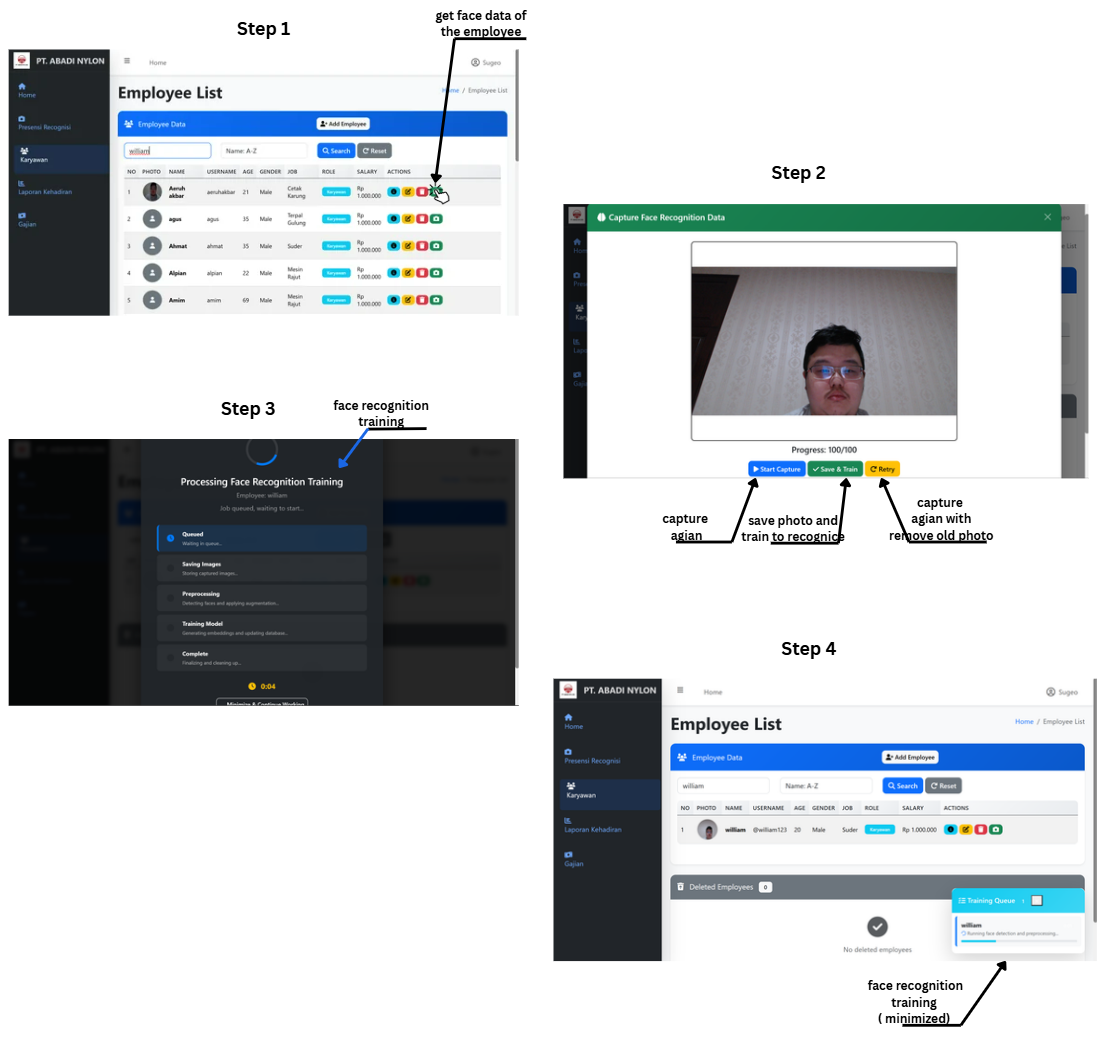 Step 1
get face data of
the employee
PT. ABADI NYLON
Home
Sugeo
Home
Presensi Recognisi
Karyawan
Laporan Kehadiran
Gajian
Employee List
Home / Employee List
Employee Data
Add Employee
william
Name: A-Z
Search
Reset
NO PHOTO NAME USERNAME AGE GENDER JOB ROLE SALARY ACTIONS
1 Aeruh akbar aeruhakbar 21 Male Cetak Karung Karyawan Rp 1.000.000
2 agus agus 35 Male Terpal Gulung Karyawan Rp 1.000.000
3 Ahmat ahmat 35 Male Suder Karyawan Rp 1.000.000
4 Alpian alpian 22 Male Mesin Rajut Karyawan Rp 1.000.000
5 Amim amim 69 Male Mesin Rajut Karyawan Rp 1.000.000
Step 2
Capture Face Recognition Data
Progress: 100/100
Start Capture
Save & Train
Retry
capture
agian
save photo and
train to recognice
capture
agian with
remove old photo
Step 3
face recognition
training
Processing Face Recognition Training
Employee: william
Job queued, waiting to start...
Queued
Waiting in queue...
Saving Images
Storing captured images...
Preprocessing
Detecting faces and applying augmentation...
Training Model
Generating embeddings and updating database...
Complete
Finalizing and cleaning up...
0:04
Minimize & Continue Working
Step 4
PT. ABADI NYLON
Home
Sugeo
Home
Presensi Recognisi
Karyawan
Laporan Kehadiran
Gajian
Employee List
Home / Employee List
Employee Data
Add Employee
william
Name: A-Z
Search
Reset
NO PHOTO NAME USERNAME AGE GENDER JOB ROLE SALARY ACTIONS
1 william @william123 20 Male Suder Karyawan Rp 1.000.000
Deleted Employees 0
No deleted employees
Training Queue
william
Running face detection and preprocessing...
face recognition
training
( minimized)